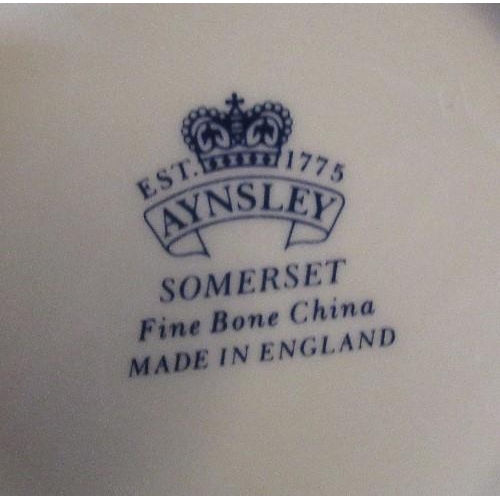 EST. 1775
AYNSLEY
SOMERSET
Fine Bone China
MADE IN ENGLAND